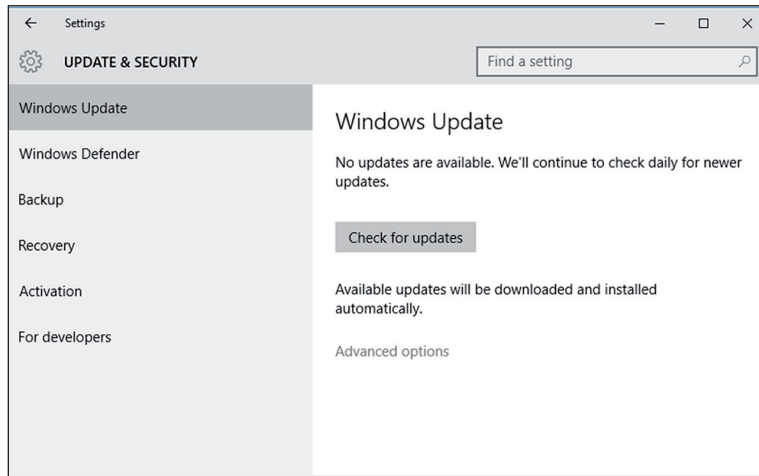 Settings
UPDATE & SECURITY
Find a setting
Windows Update
Windows Defender
Backup
Recovery
Activation
For developers
Windows Update
No updates are available. We'll continue to check daily for newer
updates.
Check for updates
Available updates will be downloaded and installed
automatically.
Advanced options